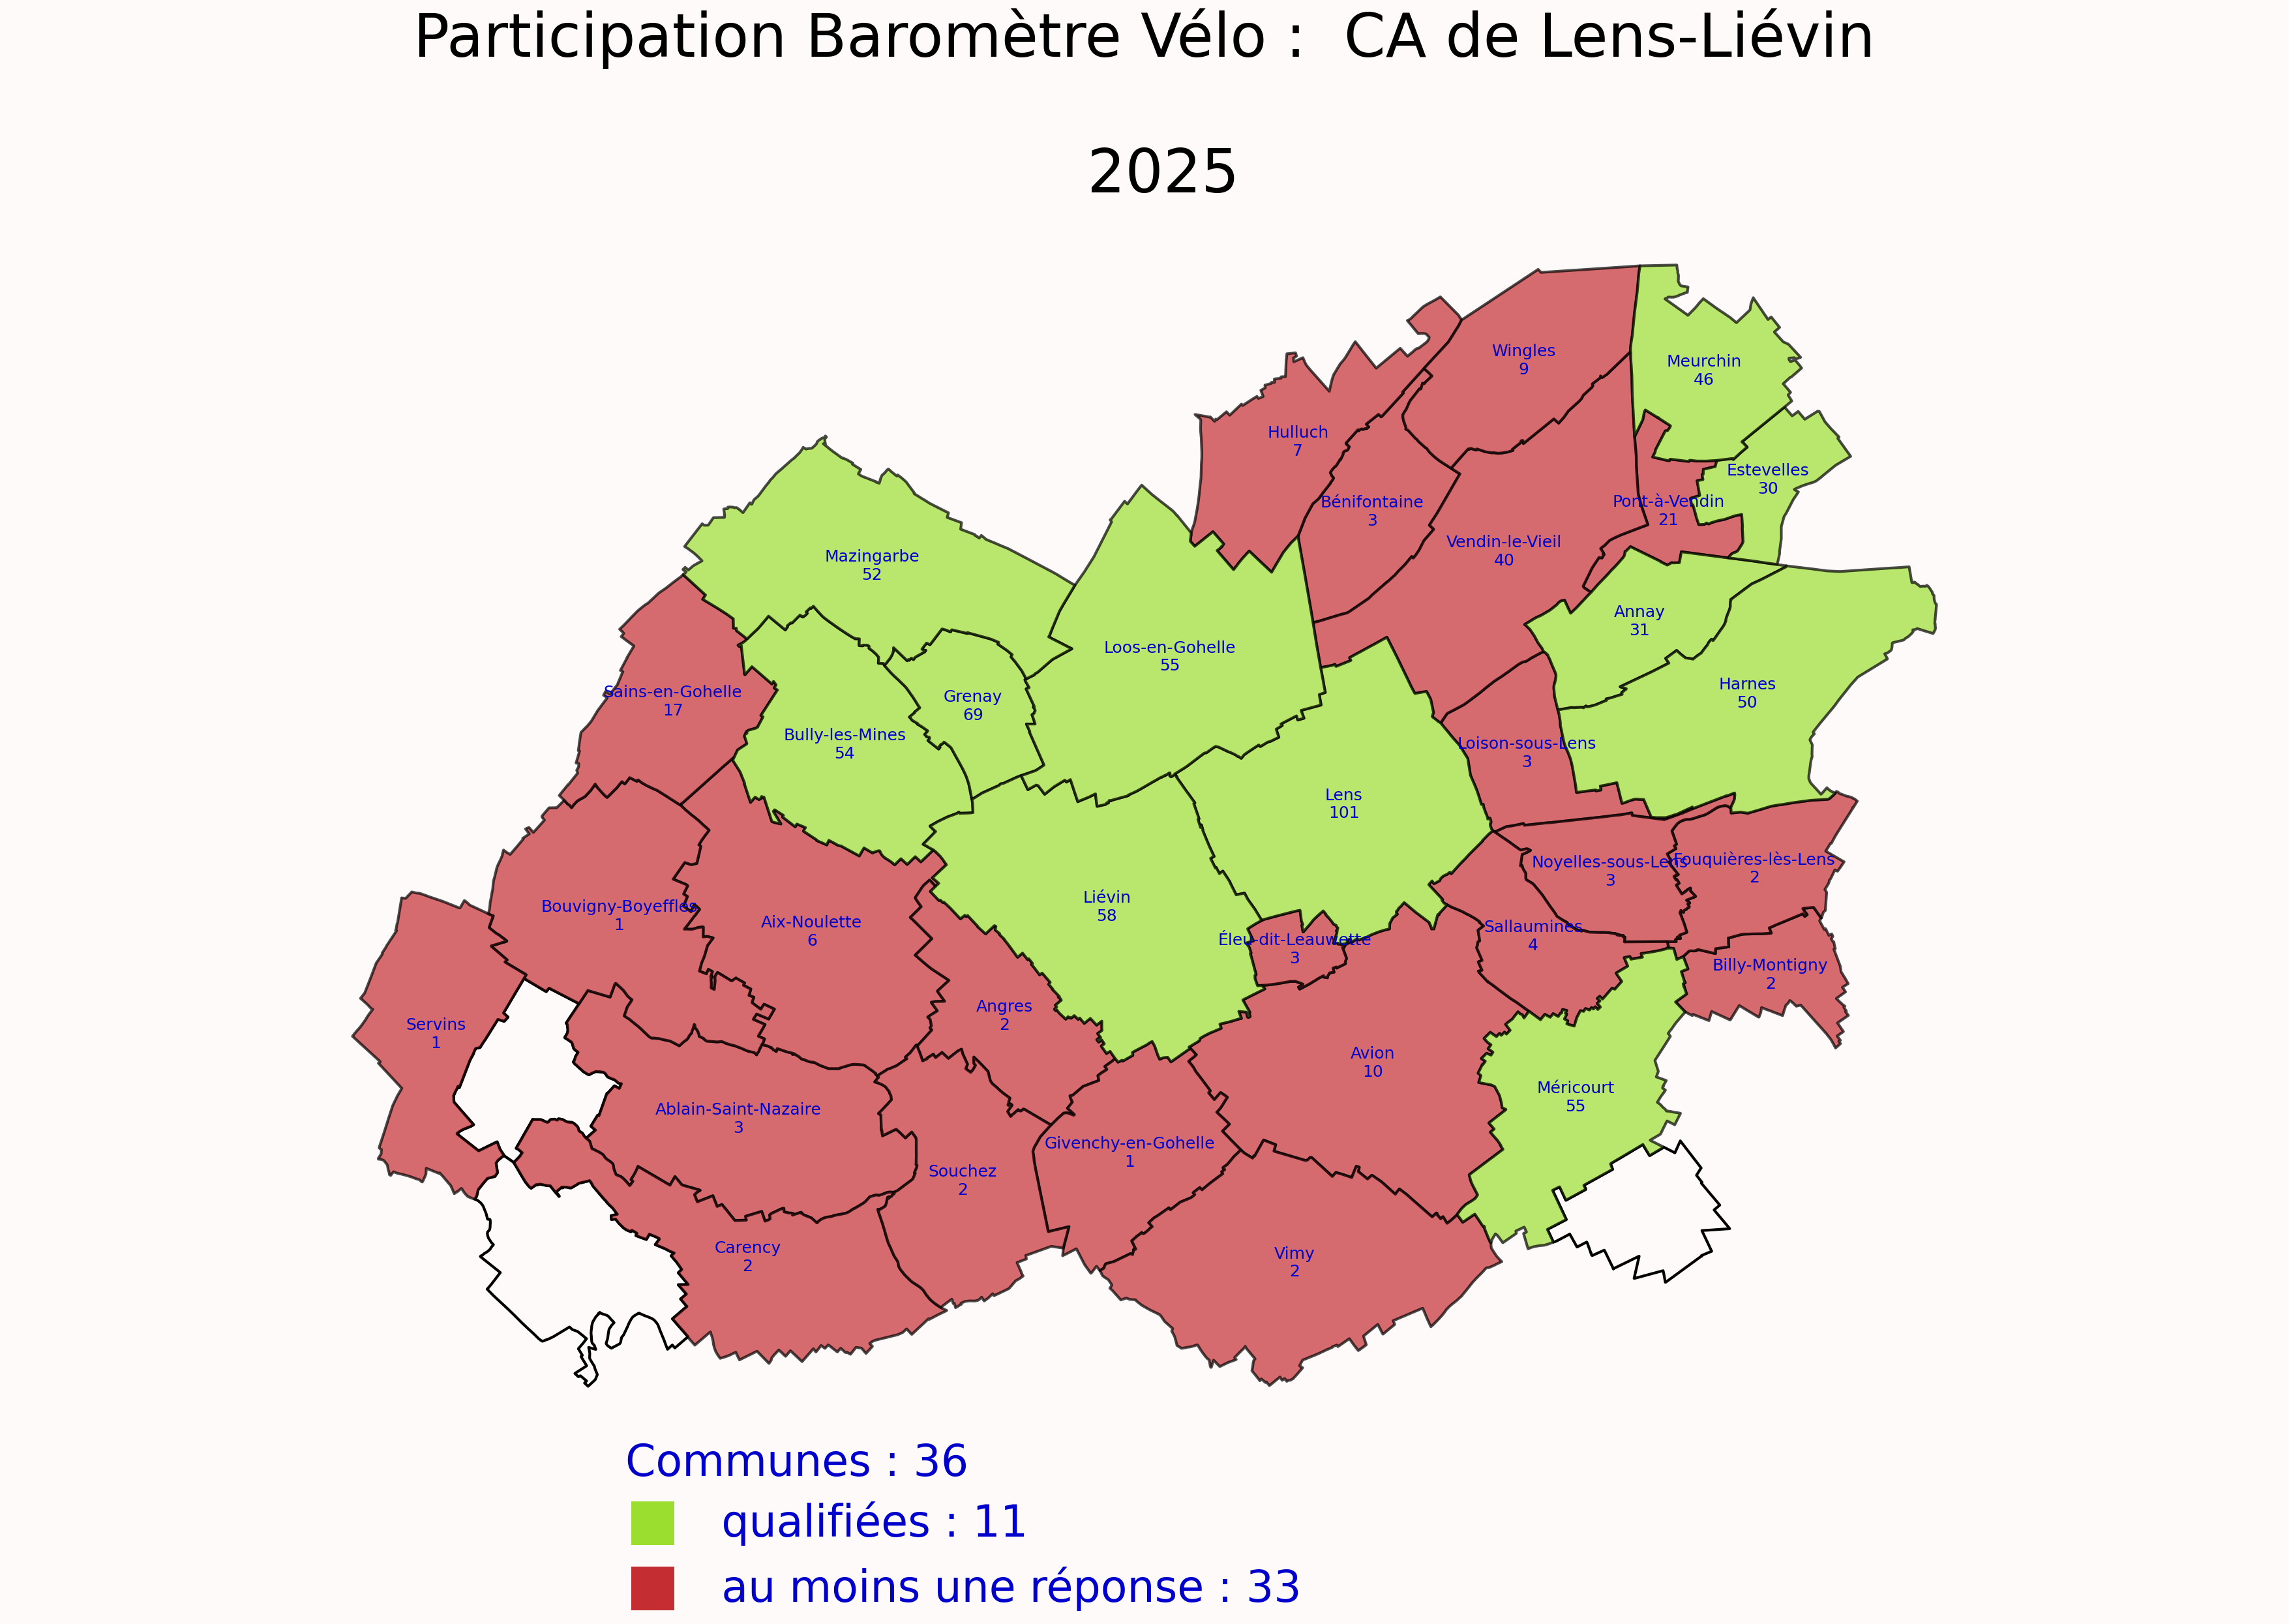 Participation Baromètre Vélo :  CA de Lens-Liévin
2025
Wingles
9
Meurchin
46
Hulluch
7
Estevelles
30
Bénifontaine
3
Pont-à-Vendin
21
Vendin-le-Vieil
40
Mazingarbe
52
Annay
31
Loos-en-Gohelle
55
Harnes
50
Sains-en-Gohelle
17
Grenay
69
Bully-les-Mines
54
Loison-sous-Lens
3
Lens
101
Noyelles-sous-Lens
3
Fouquières-lès-Lens
2
Liévin
58
Bouvigny-Boyeffles
1
Aix-Noulette
6
Sallaumines
4
Éleu-dit-Leauwette
3
Billy-Montigny
2
Angres
2
Servins
1
Avion
10
Méricourt
55
Ablain-Saint-Nazaire
3
Givenchy-en-Gohelle
1
Souchez
2
Carency
2
Vimy
2
Communes : 36
qualifiées : 11
au moins une réponse : 33